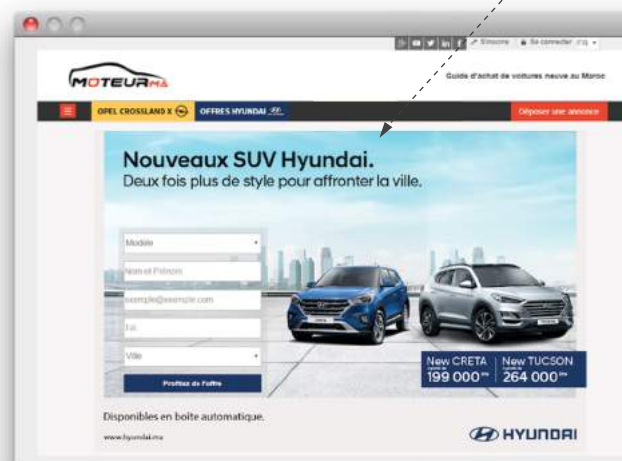 S'inscrire
Se connecter
MOTEUR.MA
Guide d'achat de voitures neuve au Maroc
OPEL CROSSLAND X
OFFRES HYUNDAI
Déposer une annonce
Nouveaux SUV Hyundai.
Deux fois plus de style pour affronter la ville.
Modèle
Nom et Prénom
exemple@exemple.com
Ville
Profitez de l'offre
New CRETA
199 000
New TUCSON
264 000
Disponibles en boite automatique.
www.hyundai.ma
HYUNDAI